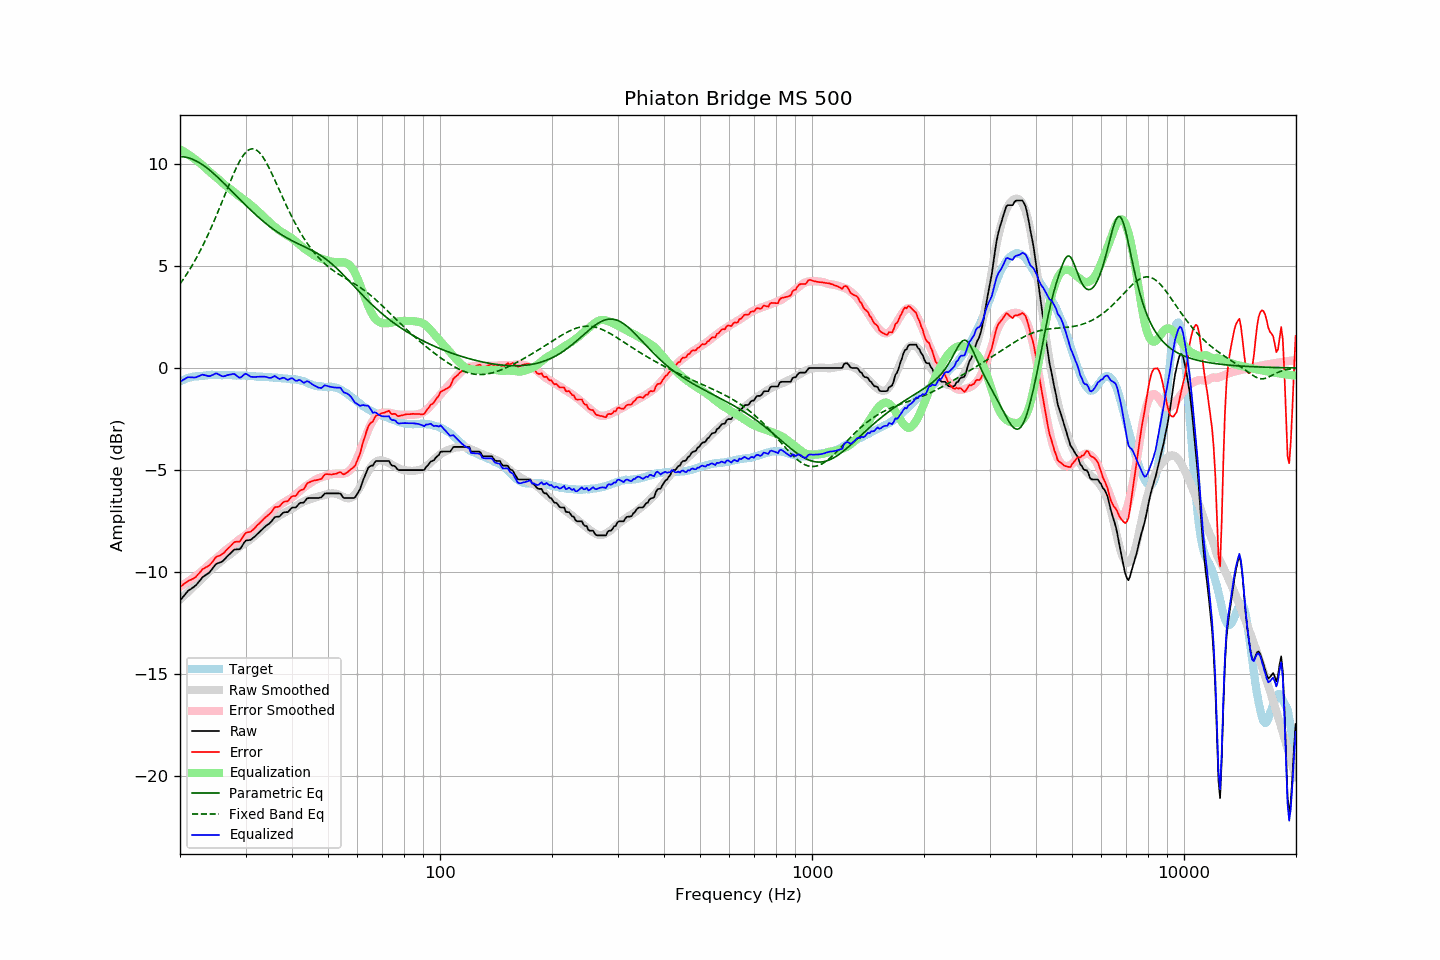 Phiaton Bridge MS 500
10
5
0
−5
−10
−15
−20
Amplitude (dBr)
Target
Raw Smoothed
Error Smoothed
Raw
Error
Equalization
Parametric Eq
Fixed Band Eq
Equalized
100
1000
10000
Frequency (Hz)